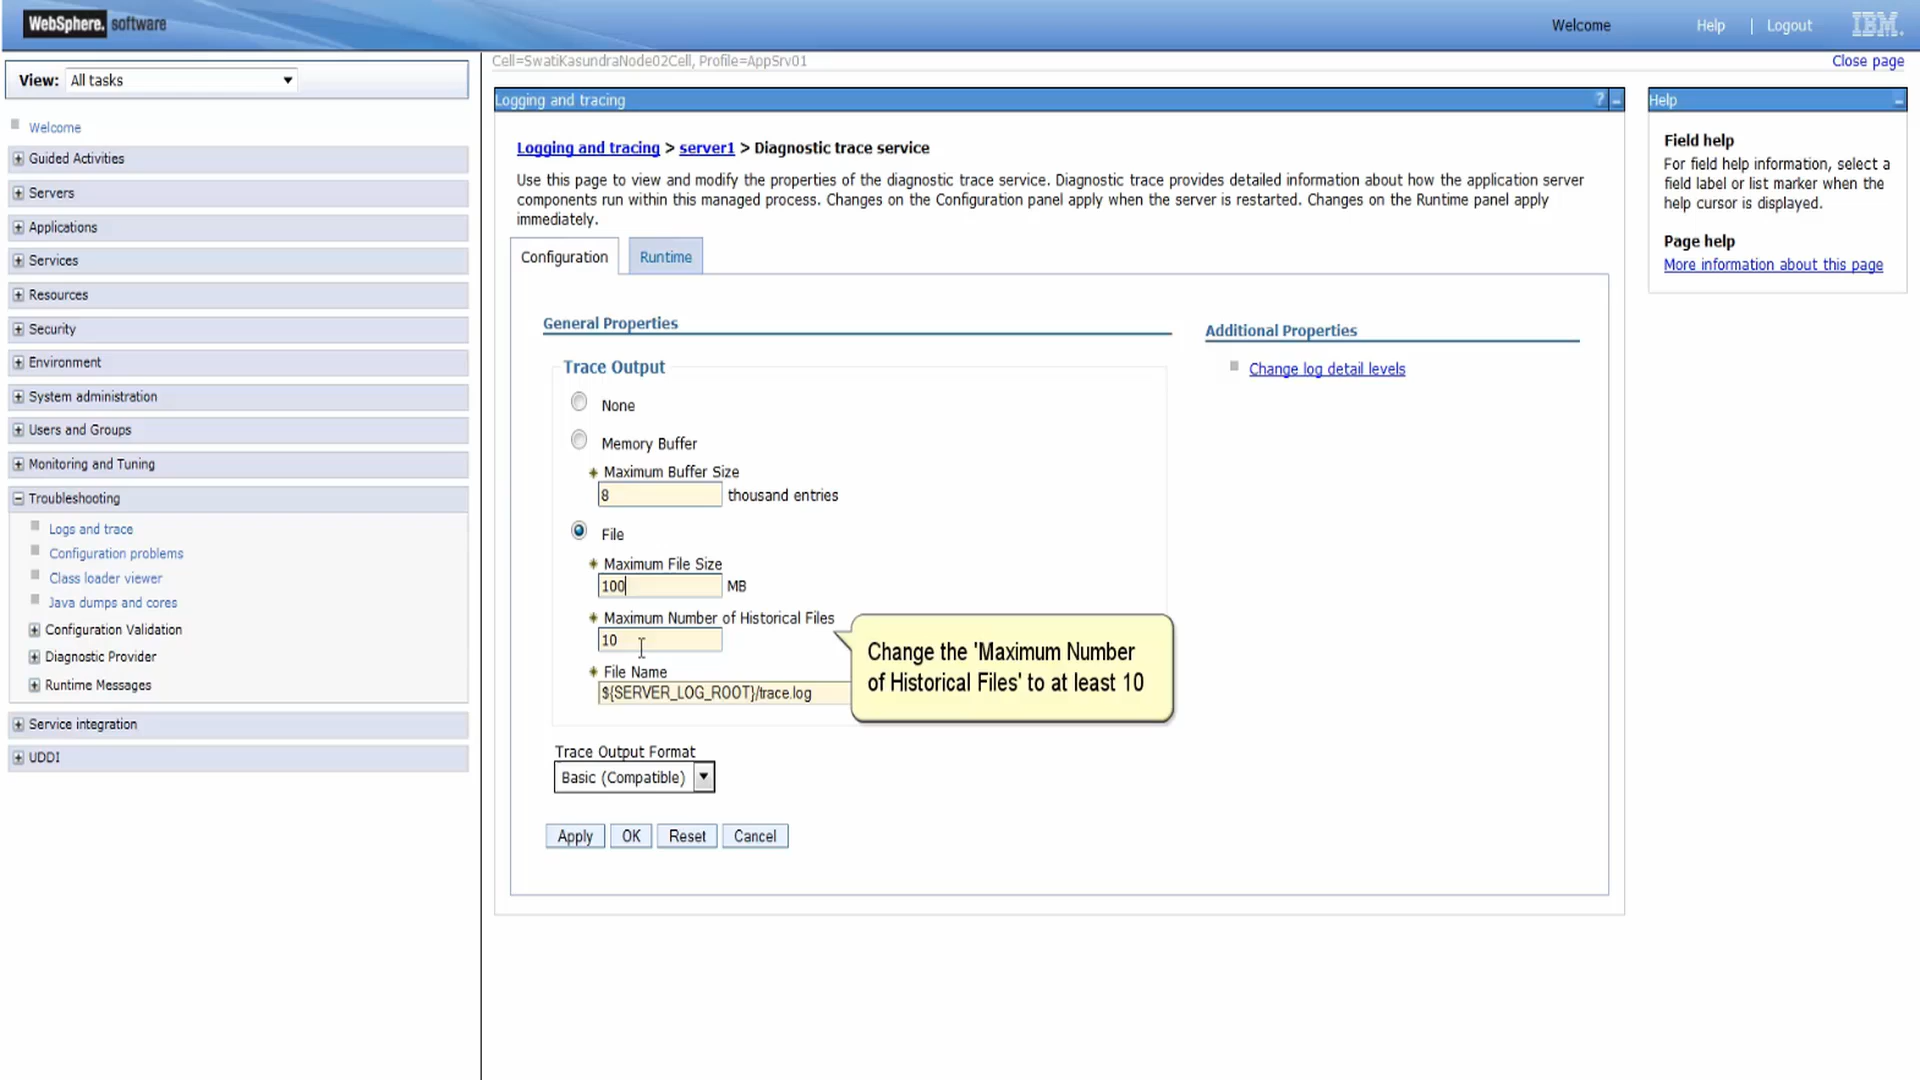 WebSphere. software
Welcome
Help | Logout
IBM.
View: All tasks
Cell=SwatiKasundraNode02Cell, Profile=AppSrv01
Close page
Welcome
Guided Activities
Servers
Applications
Services
Resources
Security
Environment
System administration
Users and Groups
Monitoring and Tuning
Troubleshooting
Logs and trace
Configuration problems
Class loader viewer
Java dumps and cores
Configuration Validation
Diagnostic Provider
Runtime Messages
Service integration
UDDI
Logging and tracing
?
Logging and tracing > server1 > Diagnostic trace service
Use this page to view and modify the properties of the diagnostic trace service. Diagnostic trace provides detailed information about how the application server
components run within this managed process. Changes on the Configuration panel apply when the server is restarted. Changes on the Runtime panel apply
immediately.
Configuration
Runtime
General Properties
Trace Output
None
Memory Buffer
Maximum Buffer Size
8 thousand entries
File
Maximum File Size
100 MB
Maximum Number of Historical Files
10
File Name
${SERVER_LOG_ROOT}/trace.log
Change the 'Maximum Number
of Historical Files' to at least 10
Trace Output Format
Basic (Compatible)
Apply OK Reset Cancel
Additional Properties
Change log detail levels
Help
Field help
For field help information, select a
field label or list marker when the
help cursor is displayed.
Page help
More information about this page